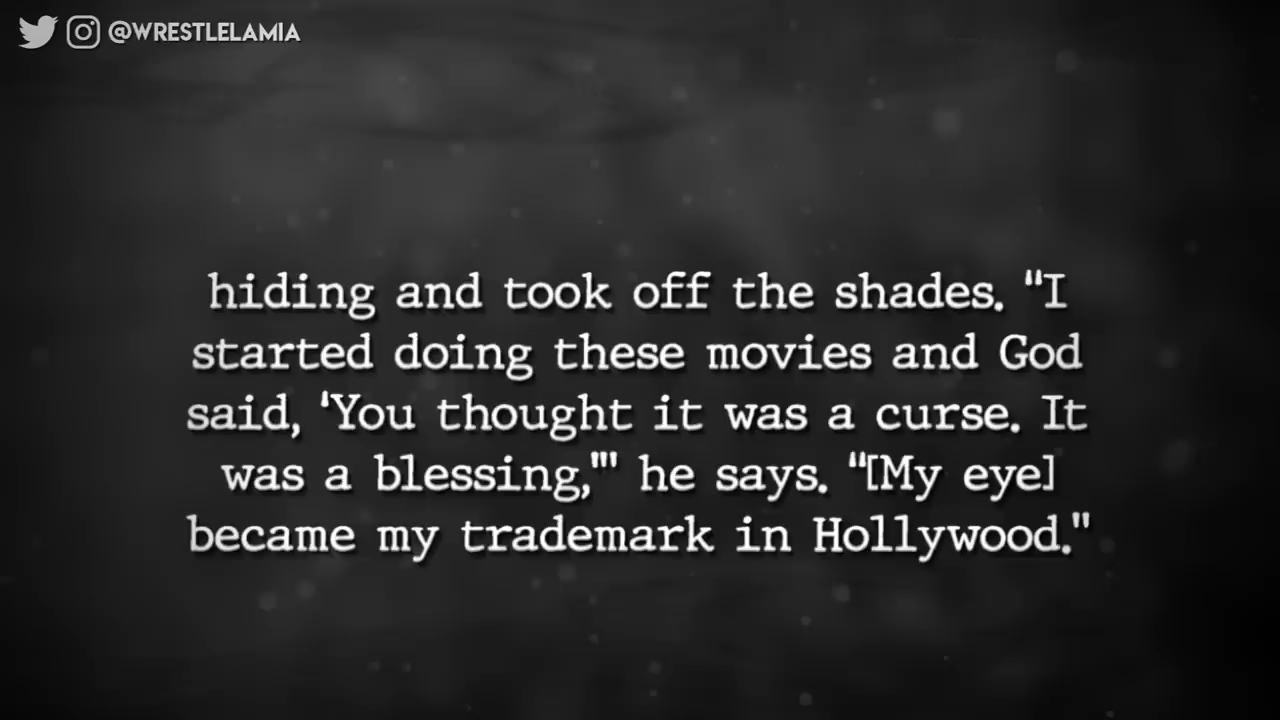 @WRESTLELAMIA
hiding and took off the shades. "I
started doing these movies and God
said, 'You thought it was a curse. It
was a blessing,'" he says. "[My eye]
became my trademark in Hollywood."